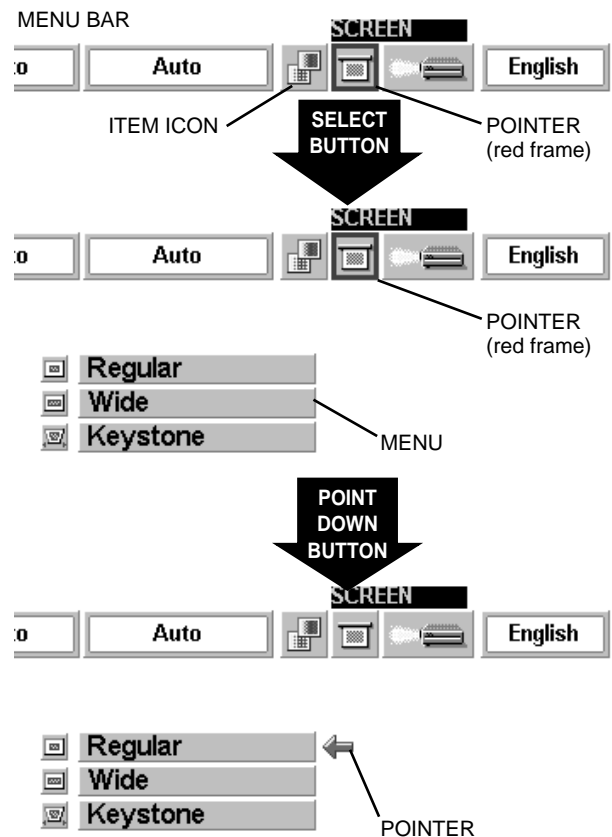 MENU BAR
SCREEN
o Auto English
ITEM ICON
SELECT
BUTTON
POINTER
(red frame)
SCREEN
o Auto English
POINTER
(red frame)
Regular
Wide
Keystone
MENU
POINT
DOWN
BUTTON
SCREEN
o Auto English
Regular
Wide
Keystone
POINTER